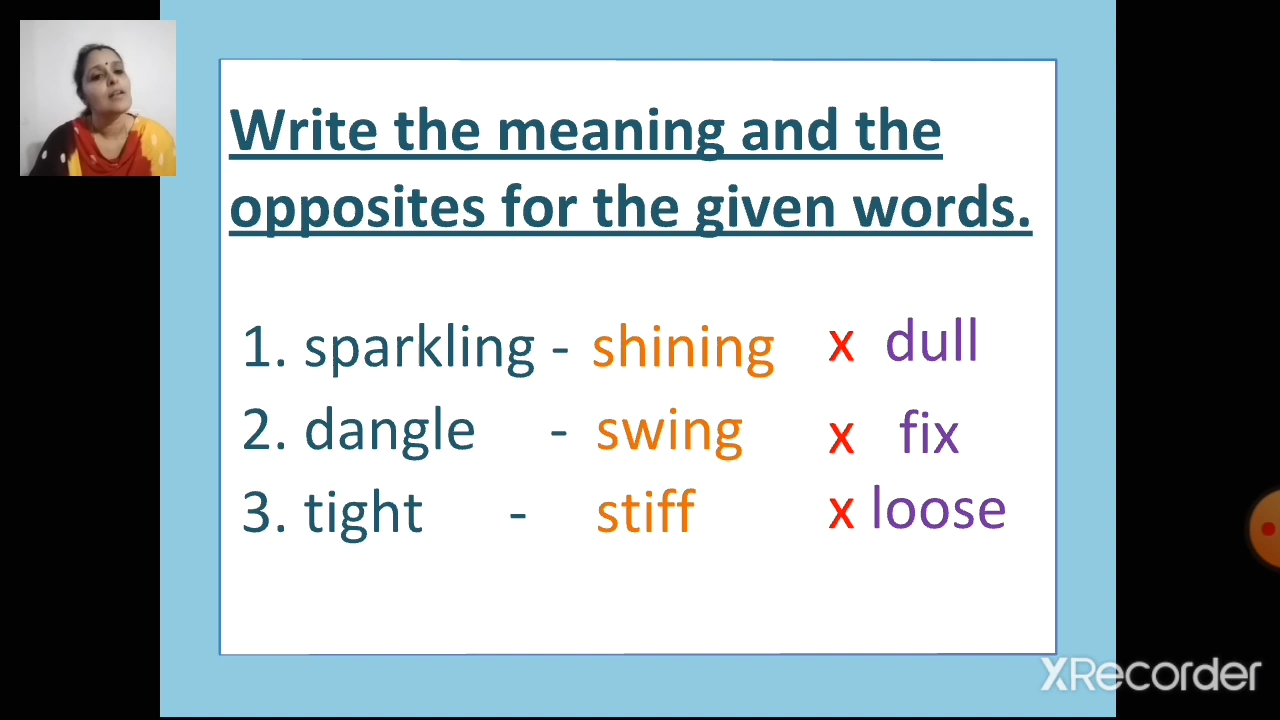 Write the meaning and the
opposites for the given words.
1. sparkling - shining x dull
2. dangle - swing x fix
3. tight - stiff x loose
XRecorder